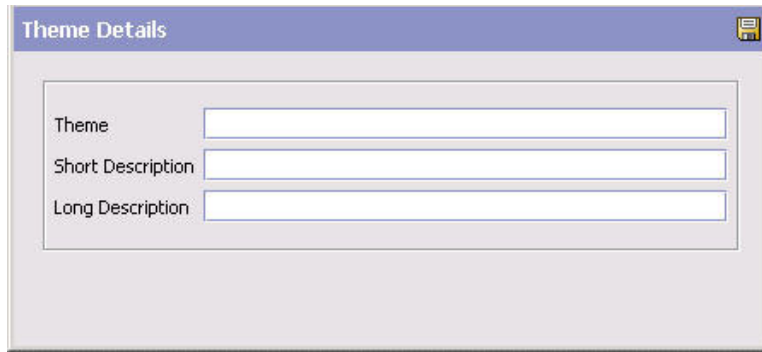 Theme Details
Theme
Short Description
Long Description